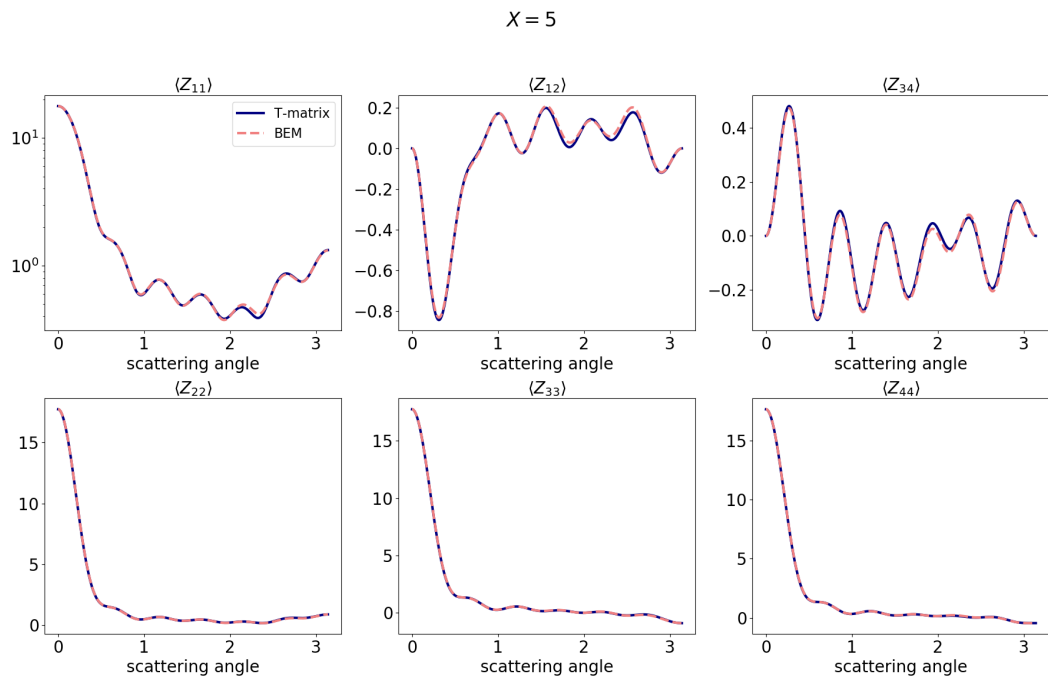 X = 5
⟨Z₁₁⟩
T-matrix
BEM
10¹
10⁰
0 1 2 3
scattering angle
⟨Z₁₂⟩
0.2
0.0
−0.2
−0.4
−0.6
−0.8
0 1 2 3
scattering angle
⟨Z₃₄⟩
0.4
0.2
0.0
−0.2
0 1 2 3
scattering angle
⟨Z₂₂⟩
15
10
5
0
0 1 2 3
scattering angle
⟨Z₃₃⟩
15
10
5
0
0 1 2 3
scattering angle
⟨Z₄₄⟩
15
10
5
0
0 1 2 3
scattering angle